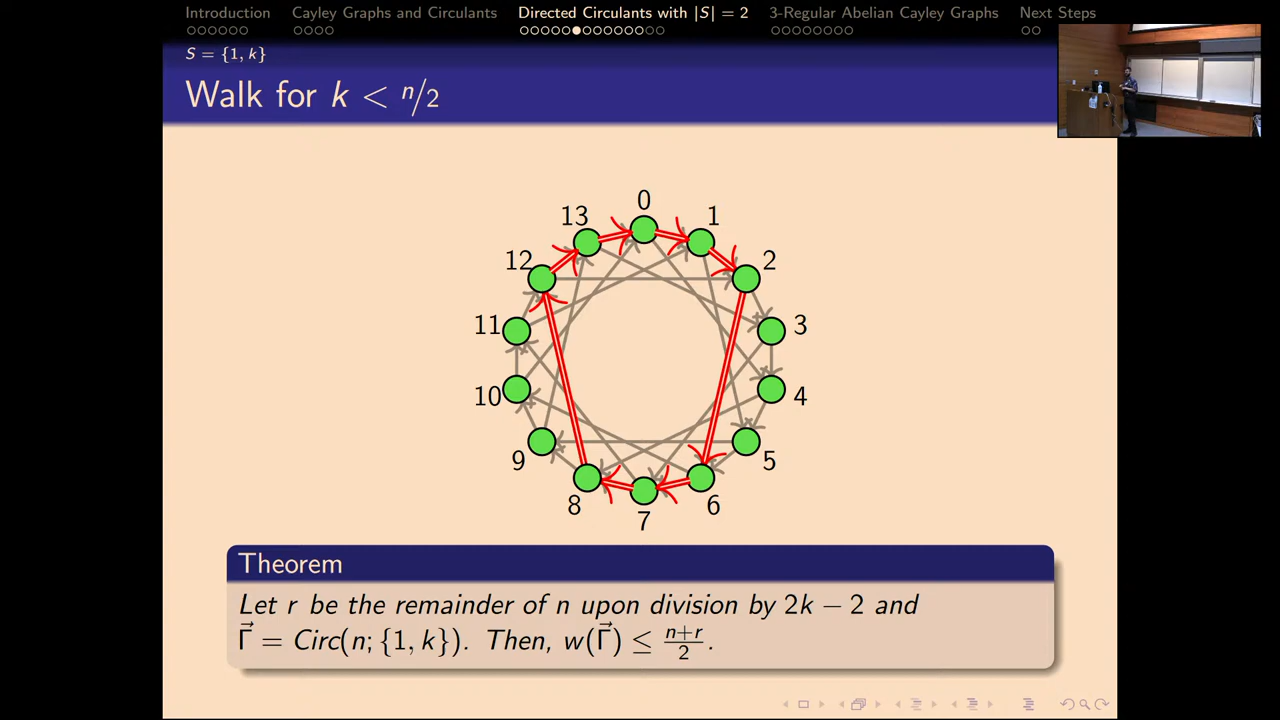 Introduction Cayley Graphs and Circulants Directed Circulants with |S| = 2 3-Regular Abelian Cayley Graphs Next Steps
S = {1, k}
Walk for k < n/2
0
13 1
12 2
11 3
10 4
9 5
8 6
7
Theorem
Let r be the remainder of n upon division by 2k − 2 and
Γ⃗ = Circ(n; {1, k}). Then, w(Γ⃗) ≤ (n+r)/2.